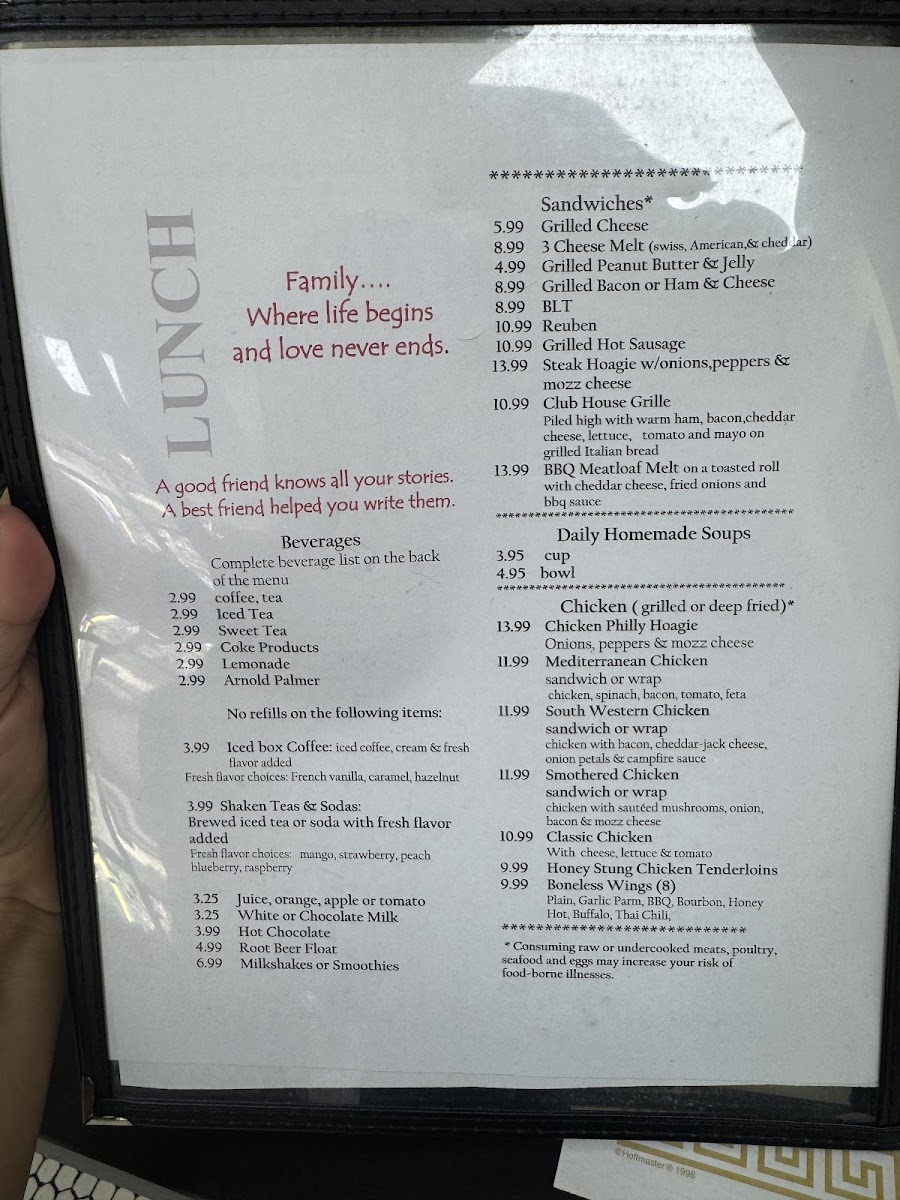 LUNCH
Family....
Where life begins
and love never ends.
A good friend knows all your stories.
A best friend helped you write them.
Beverages
Complete beverage list on the back
of the menu
2.99 coffee, tea
2.99 Iced Tea
2.99 Sweet Tea
2.99 Coke Products
2.99 Lemonade
2.99 Arnold Palmer
No refills on the following items:
3.99 Iced box Coffee: iced coffee, cream & fresh
flavor added
Fresh flavor choices: French vanilla, caramel, hazelnut
3.99 Shaken Teas & Sodas:
Brewed iced tea or soda with fresh flavor
added
Fresh flavor choices: mango, strawberry, peach
blueberry, raspberry
3.25 Juice, orange, apple or tomato
3.25 White or Chocolate Milk
3.99 Hot Chocolate
4.99 Root Beer Float
6.99 Milkshakes or Smoothies
****************************
Sandwiches*
5.99 Grilled Cheese
8.99 3 Cheese Melt (swiss, American,& cheddar)
4.99 Grilled Peanut Butter & Jelly
8.99 Grilled Bacon or Ham & Cheese
8.99 BLT
10.99 Reuben
10.99 Grilled Hot Sausage
13.99 Steak Hoagie w/onions,peppers &
mozz cheese
10.99 Club House Grille
Piled high with warm ham, bacon,cheddar
cheese, lettuce, tomato and mayo on
grilled Italian bread
13.99 BBQ Meatloaf Melt on a toasted roll
with cheddar cheese, fried onions and
bbq sauce
********************************************
Daily Homemade Soups
3.95 cup
4.95 bowl
********************************************
Chicken ( grilled or deep fried)*
13.99 Chicken Philly Hoagie
Onions, peppers & mozz cheese
11.99 Mediterranean Chicken
sandwich or wrap
chicken, spinach, bacon, tomato, feta
11.99 South Western Chicken
sandwich or wrap
chicken with bacon, cheddar-jack cheese,
onion petals & campfire sauce
11.99 Smothered Chicken
sandwich or wrap
chicken with sautéed mushrooms, onion,
bacon & mozz cheese
10.99 Classic Chicken
With cheese, lettuce & tomato
9.99 Honey Stung Chicken Tenderloins
9.99 Boneless Wings (8)
Plain, Garlic Parm, BBQ, Bourbon, Honey
Hot, Buffalo, Thai Chili,
***************************
* Consuming raw or undercooked meats, poultry,
seafood and eggs may increase your risk of
food-borne illnesses.
©Hoffmaster® 1996